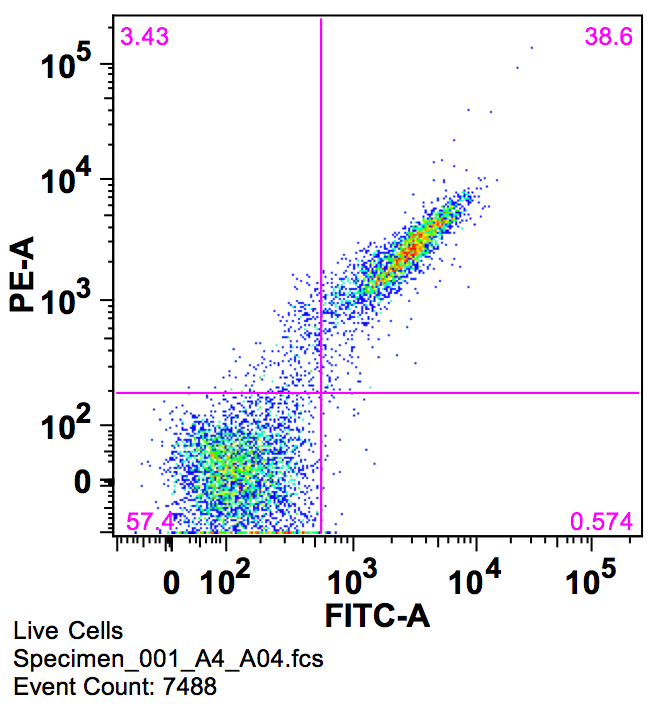 3.43 38.6
10^5
10^4
10^3
10^2
0
PE-A
57.4 0.574
0 10^2 10^3 10^4 10^5
FITC-A
Live Cells
Specimen_001_A4_A04.fcs
Event Count: 7488